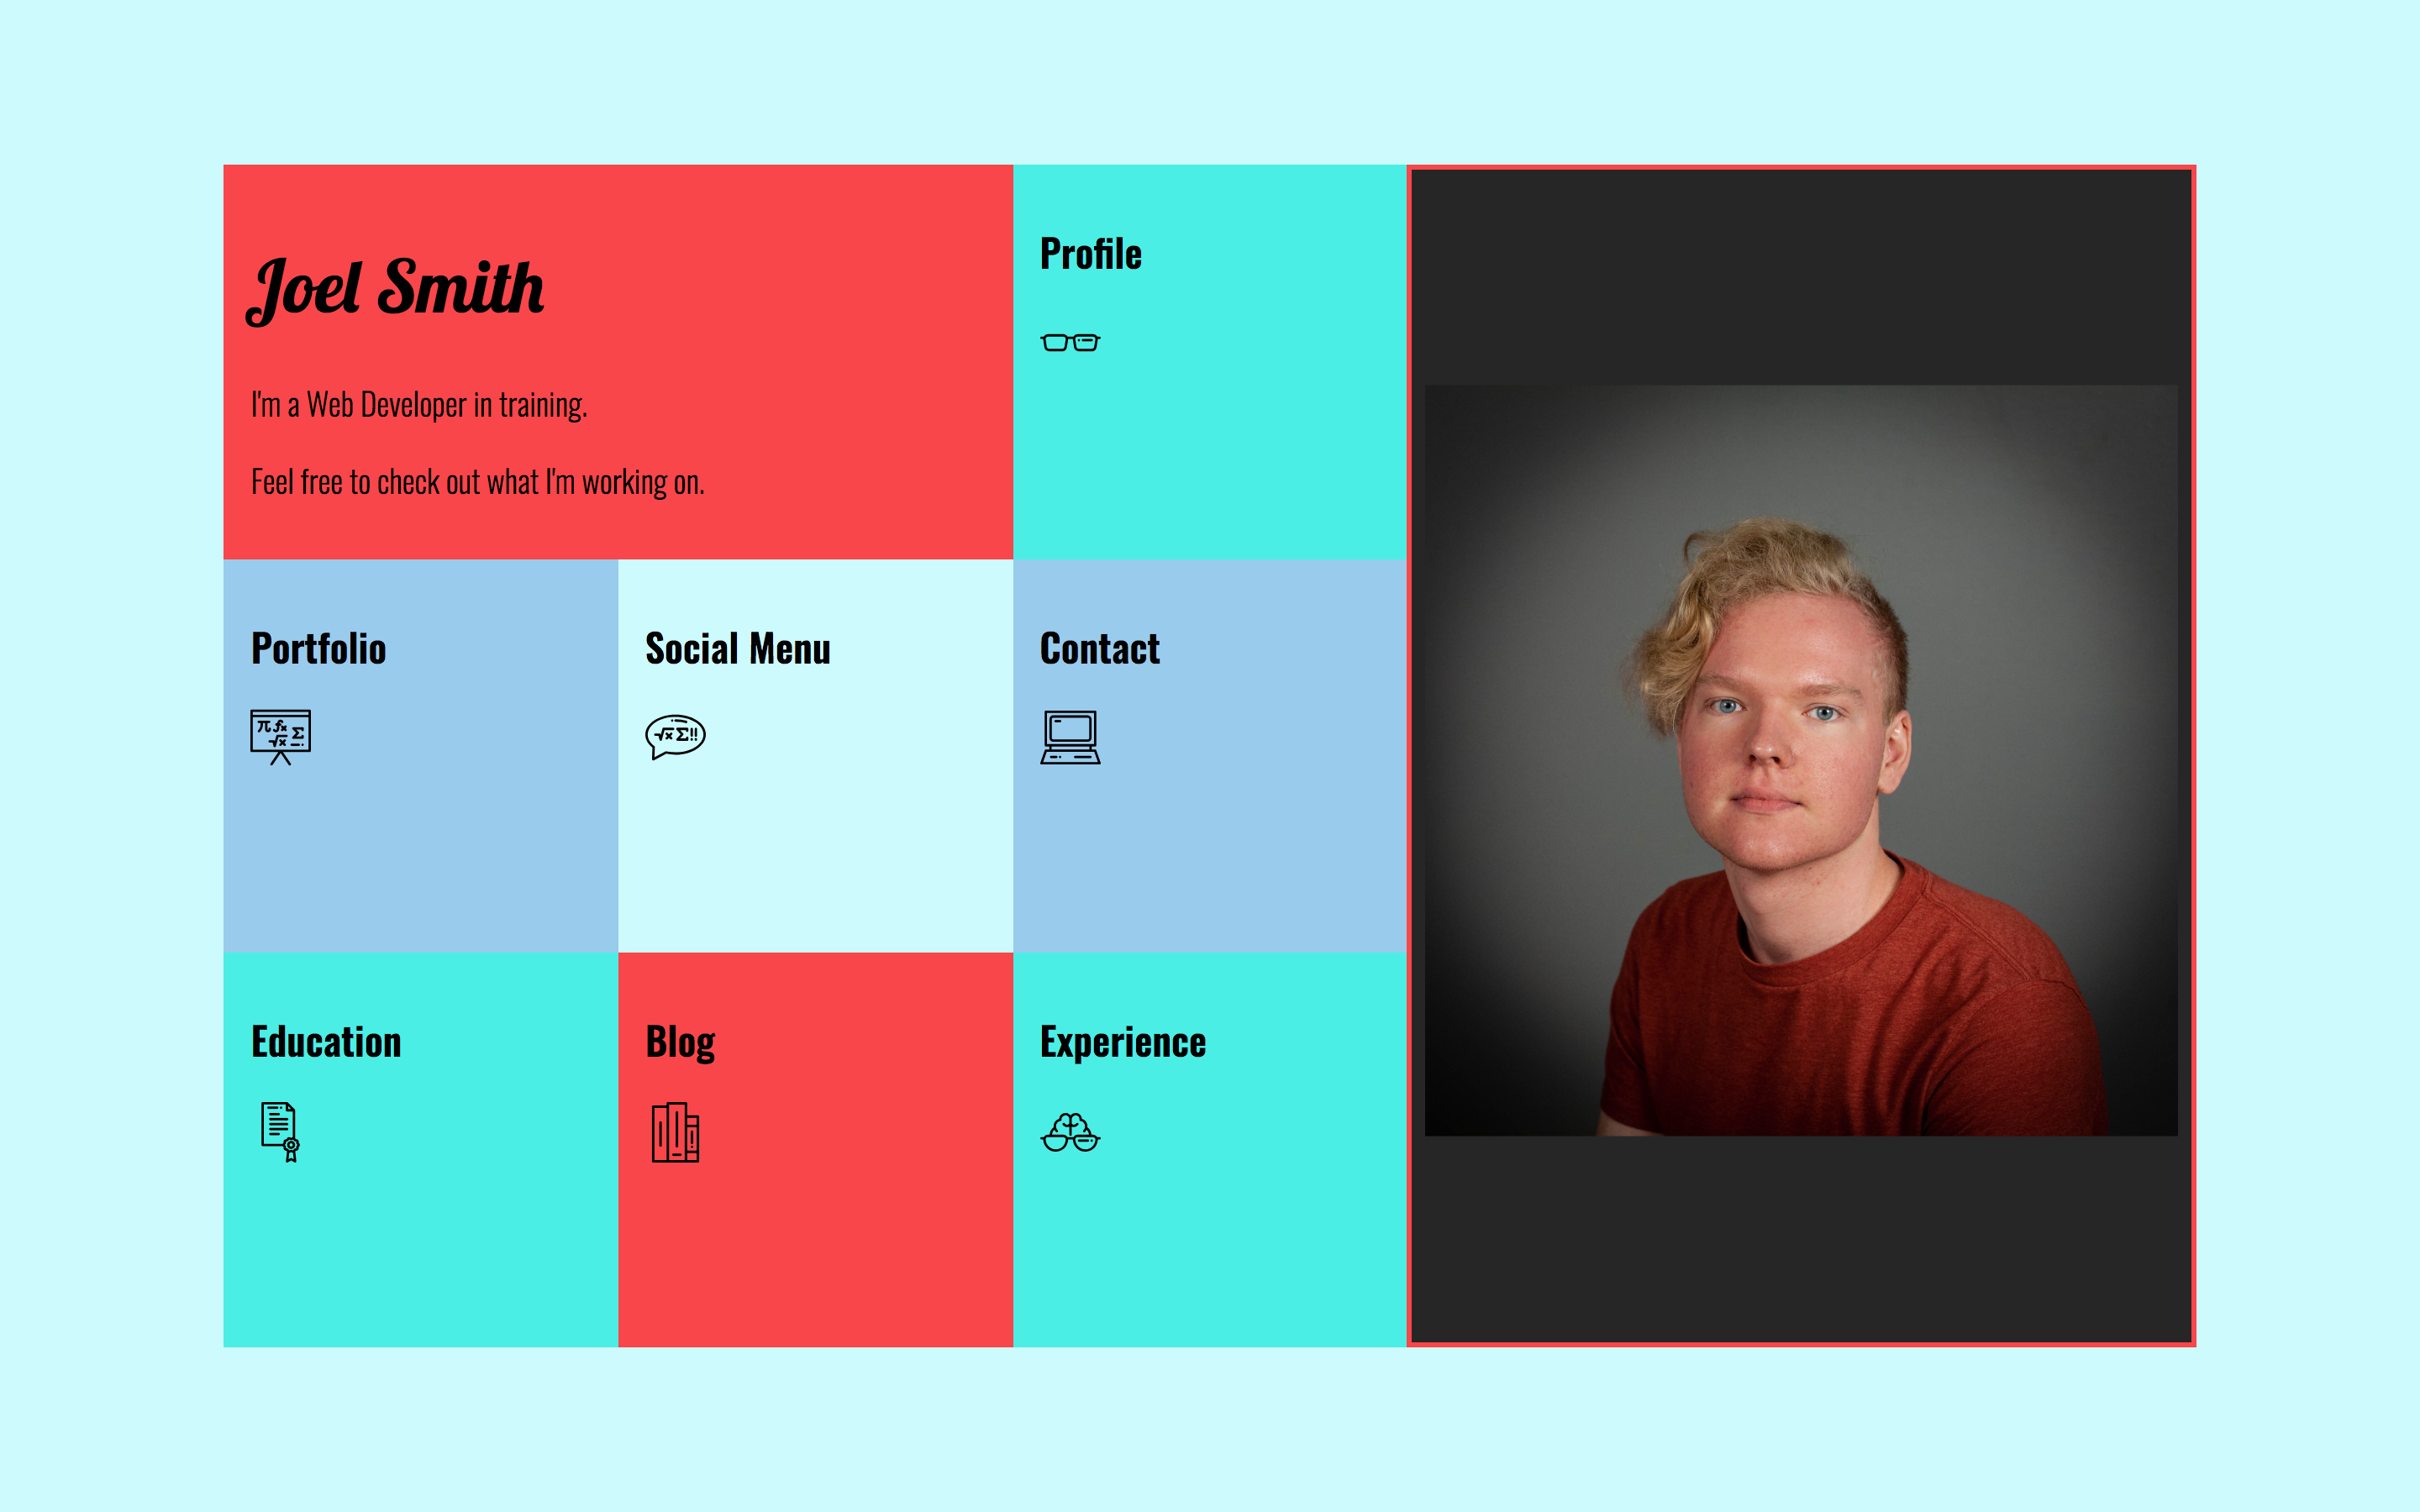 Joel Smith
I'm a Web Developer in training.
Feel free to check out what I'm working on.
Profile
Portfolio
Social Menu
Contact
Education
Blog
Experience